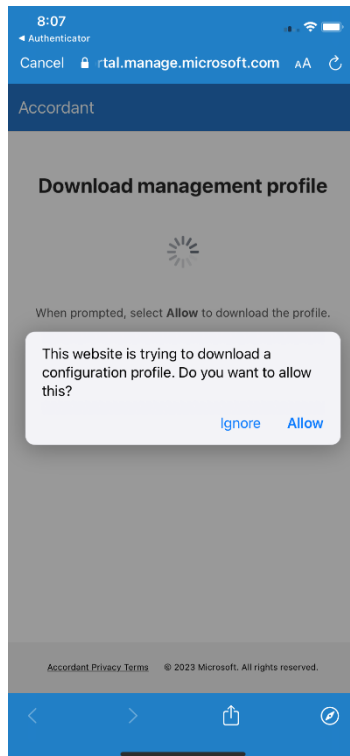 8:07
◀ Authenticator
Cancel rtal.manage.microsoft.com AA
Accordant
Download management profile
When prompted, select Allow to download the profile.
This website is trying to download a
configuration profile. Do you want to allow
this?
Ignore Allow
Accordant Privacy Terms © 2023 Microsoft. All rights reserved.